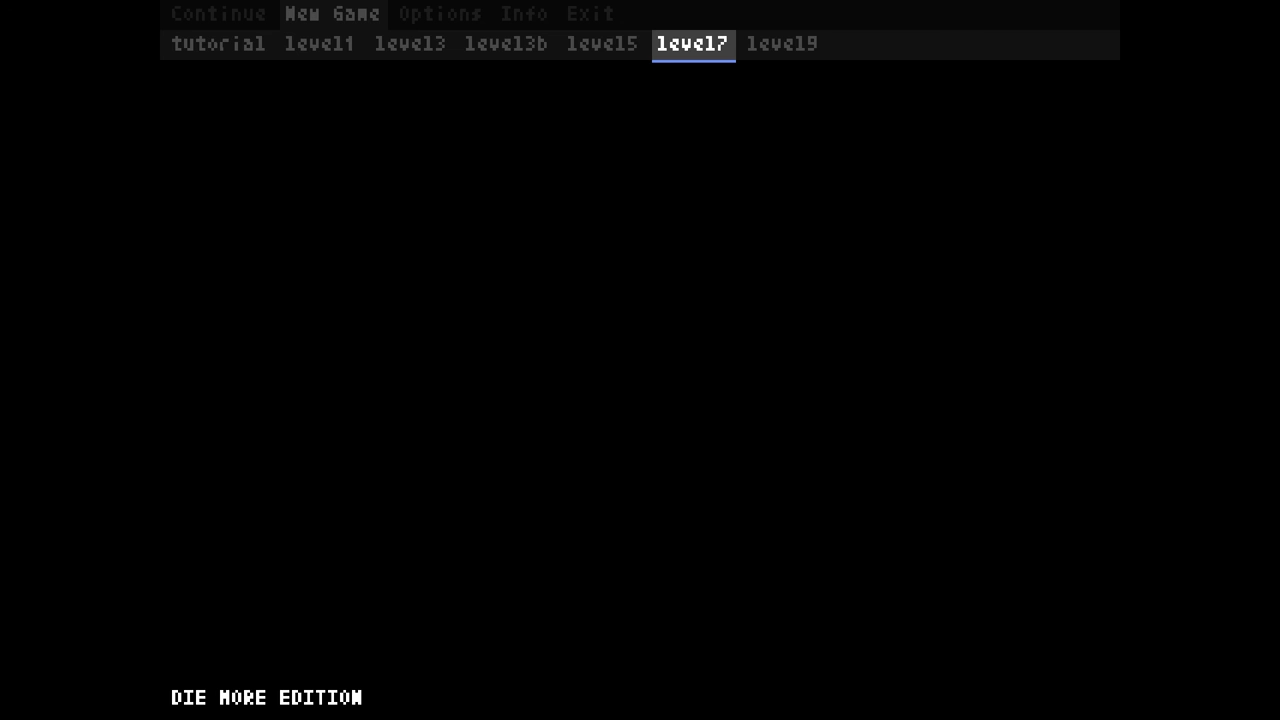 Continue New Game Options Info Exit
tutorial level1 level3 level3b level5 level7 level9
DIE MORE EDITION